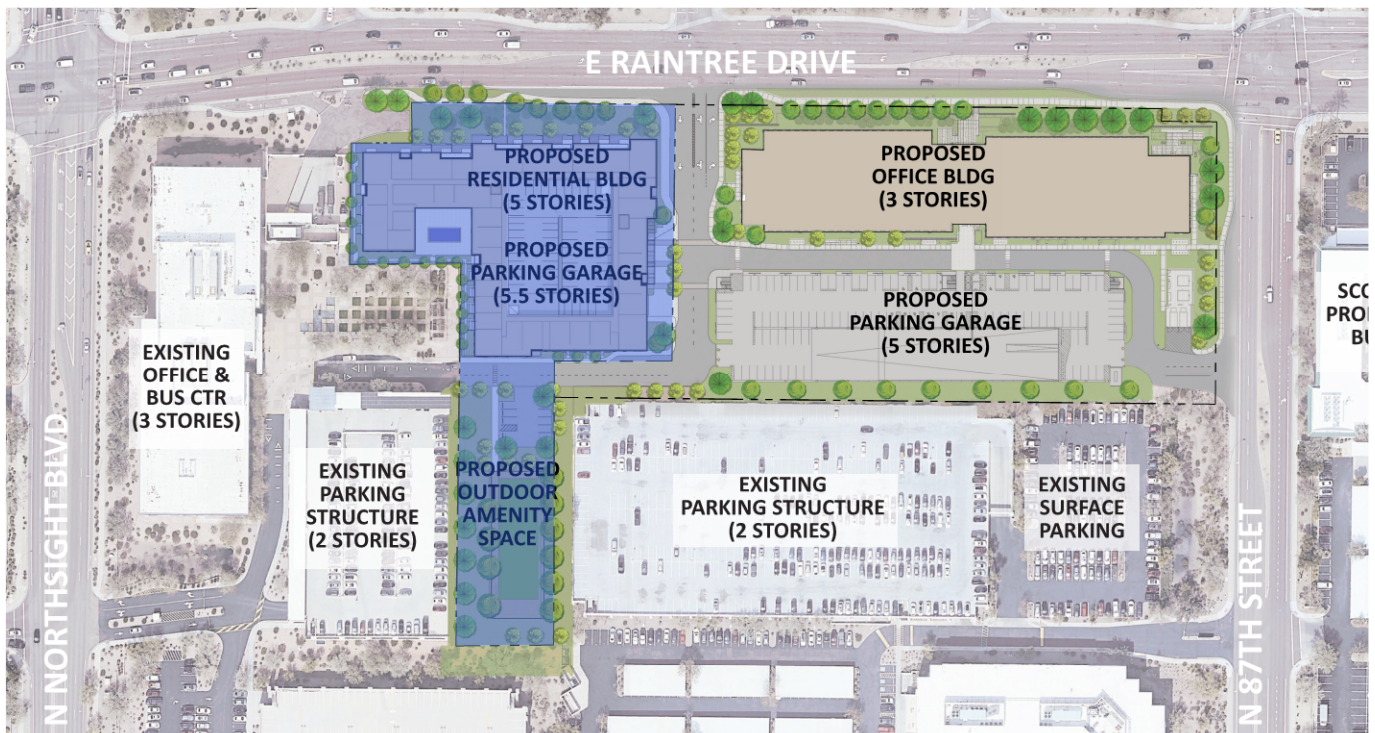 E RAINTREE DRIVE
PROPOSED
RESIDENTIAL BLDG
(5 STORIES)
PROPOSED
PARKING GARAGE
(5.5 STORIES)
PROPOSED
OFFICE BLDG
(3 STORIES)
PROPOSED
PARKING GARAGE
(5 STORIES)
EXISTING
OFFICE &
BUS CTR
(3 STORIES)
EXISTING
PARKING
STRUCTURE
(2 STORIES)
PROPOSED
OUTDOOR
AMENITY
SPACE
EXISTING
PARKING STRUCTURE
(2 STORIES)
EXISTING
SURFACE
PARKING
N NORTHSIGHT BLVD
N 87TH STREET